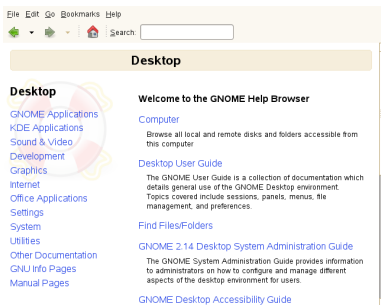 File Edit Go Bookmarks Help
Search:
Desktop
Desktop
GNOME Applications
KDE Applications
Sound & Video
Development
Graphics
Internet
Office Applications
Settings
System
Utilities
Other Documentation
GNU Info Pages
Manual Pages
Welcome to the GNOME Help Browser
Computer
Browse all local and remote disks and folders accessible from
this computer
Desktop User Guide
The GNOME User Guide is a collection of documentation which
details general use of the GNOME Desktop environment.
Topics covered include sessions, panels, menus, file
management, and preferences.
Find Files/Folders
GNOME 2.14 Desktop System Administration Guide
The GNOME System Administration Guide provides information
to administrators on how to configure and manage different
aspects of the desktop environment for users.
GNOME Desktop Accessibility Guide